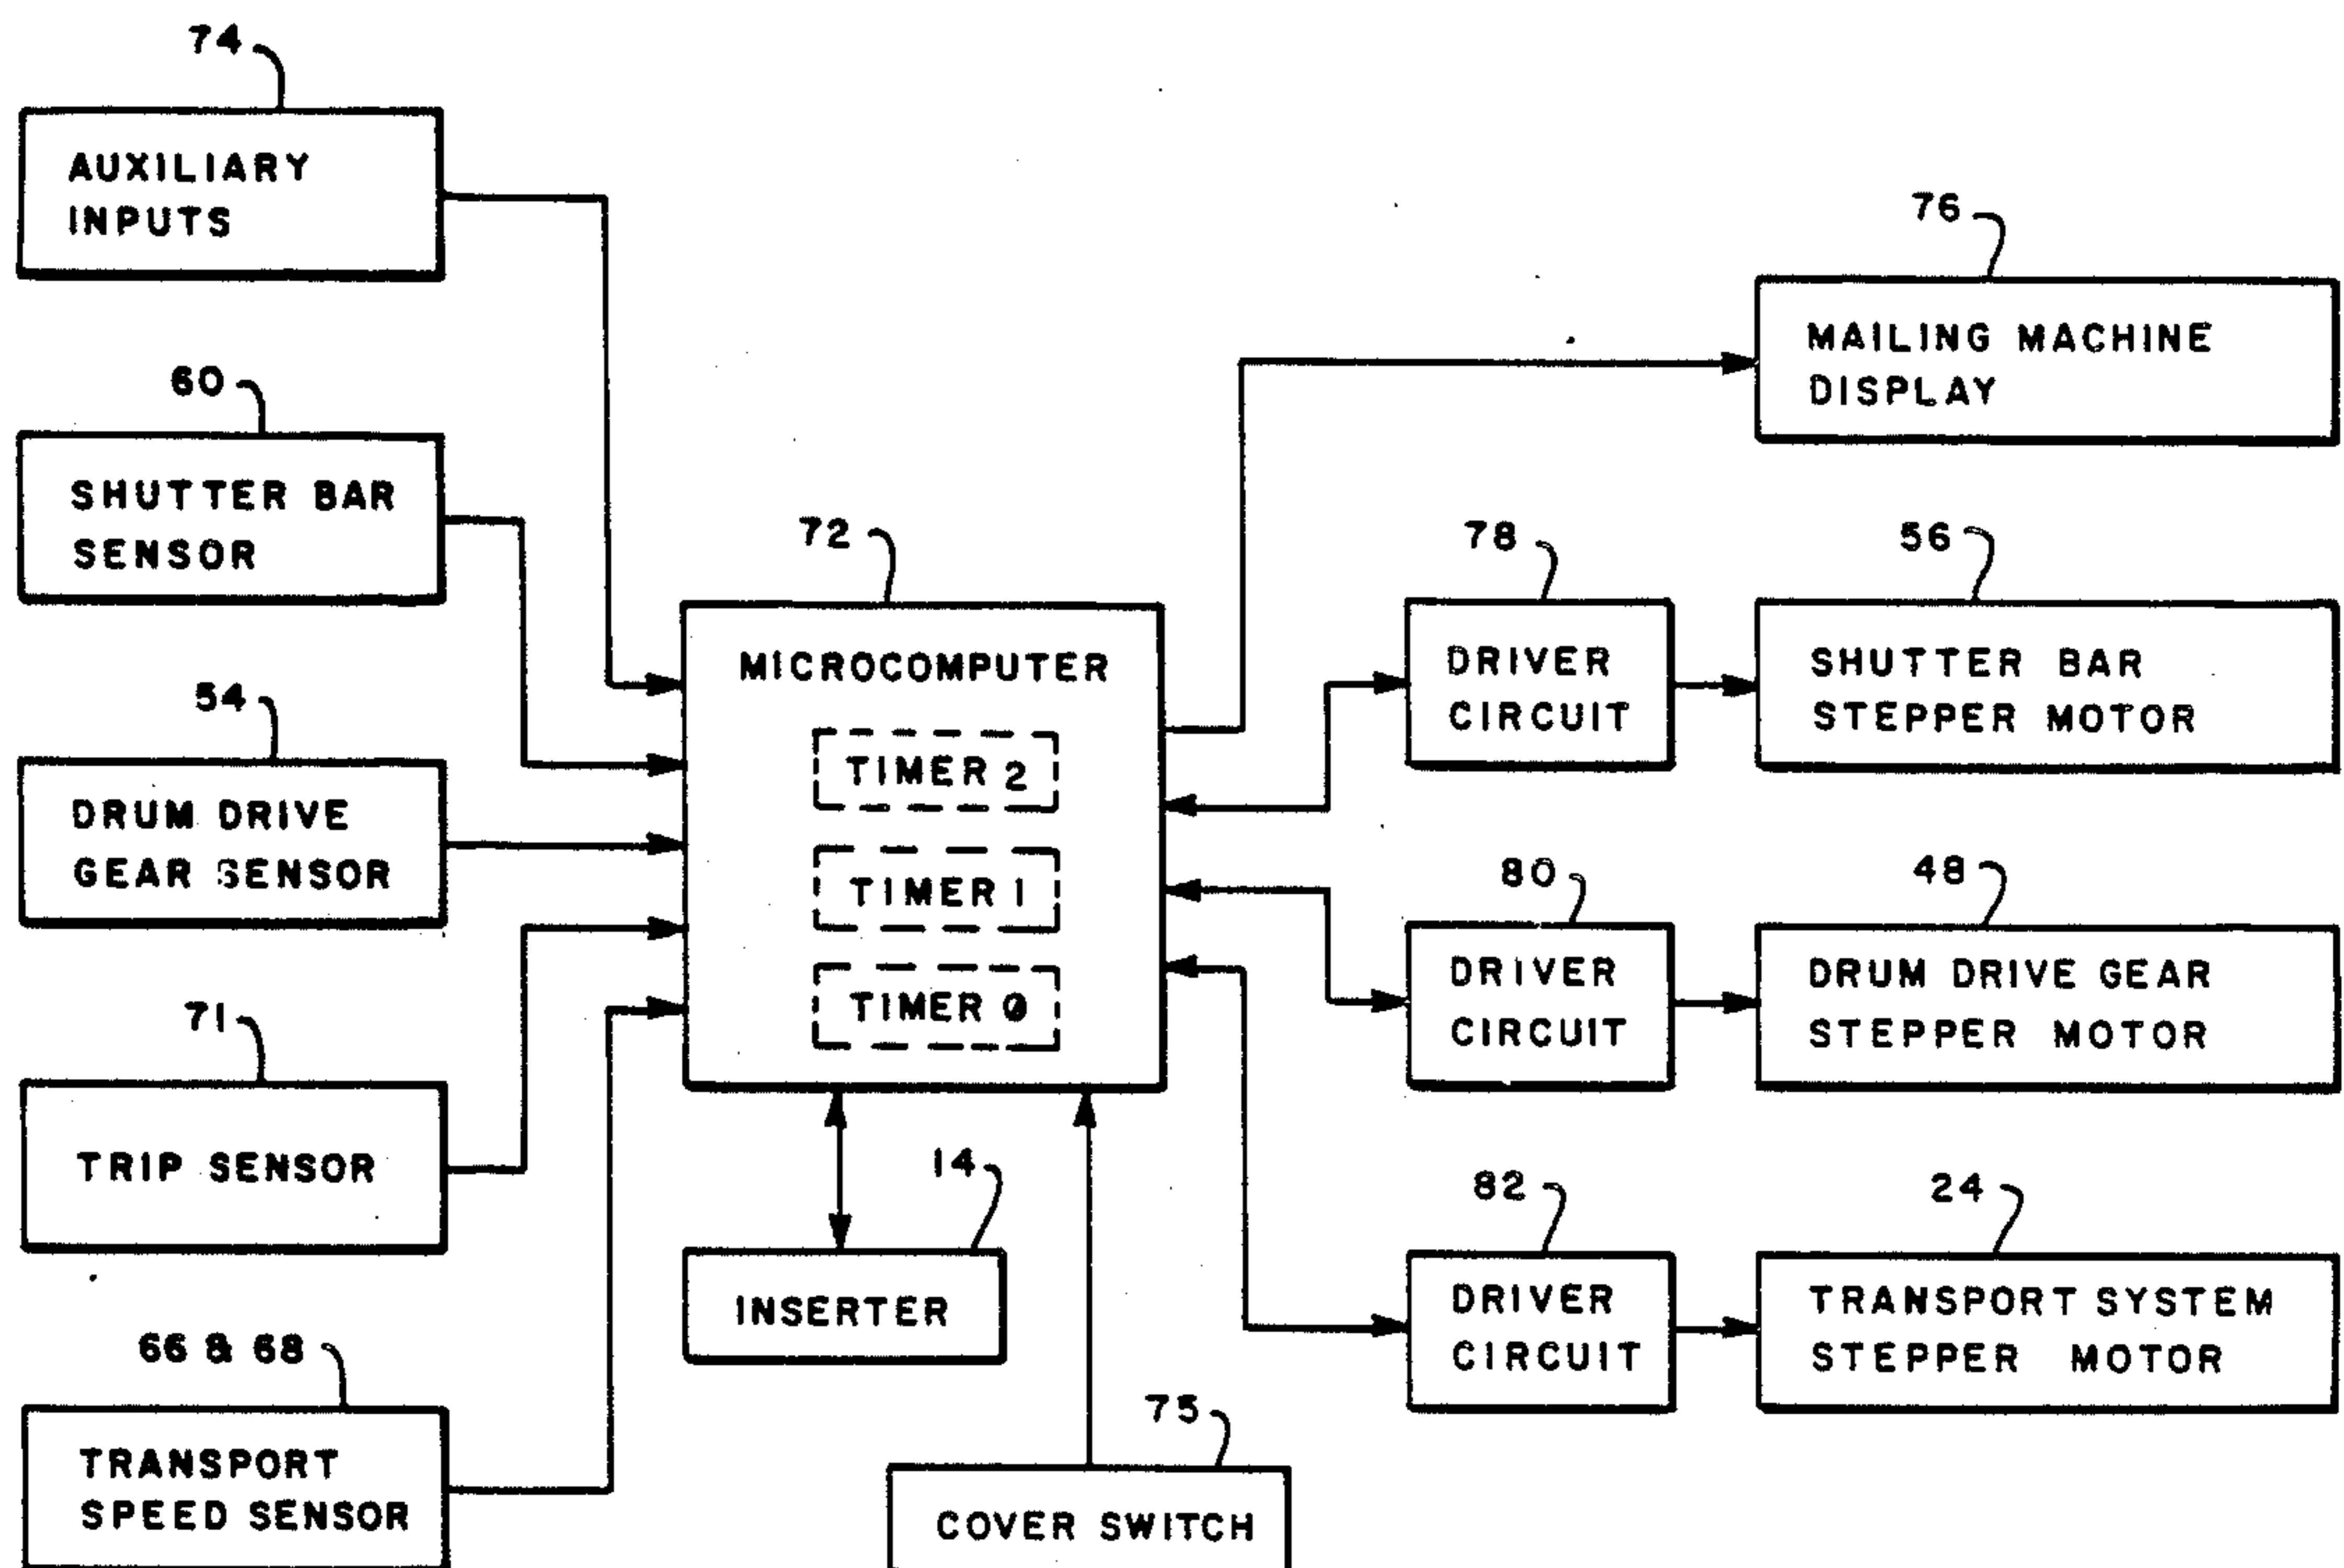 74
AUXILIARY
INPUTS
60
SHUTTER BAR
SENSOR
54
DRUM DRIVE
GEAR SENSOR
71
TRIP SENSOR
66 & 68
TRANSPORT
SPEED SENSOR
72
MICROCOMPUTER
TIMER 2
TIMER 1
TIMER 0
14
INSERTER
75
COVER SWITCH
76
MAILING MACHINE
DISPLAY
78
DRIVER
CIRCUIT
56
SHUTTER BAR
STEPPER MOTOR
80
DRIVER
CIRCUIT
48
DRUM DRIVE GEAR
STEPPER MOTOR
82
DRIVER
CIRCUIT
24
TRANSPORT SYSTEM
STEPPER MOTOR